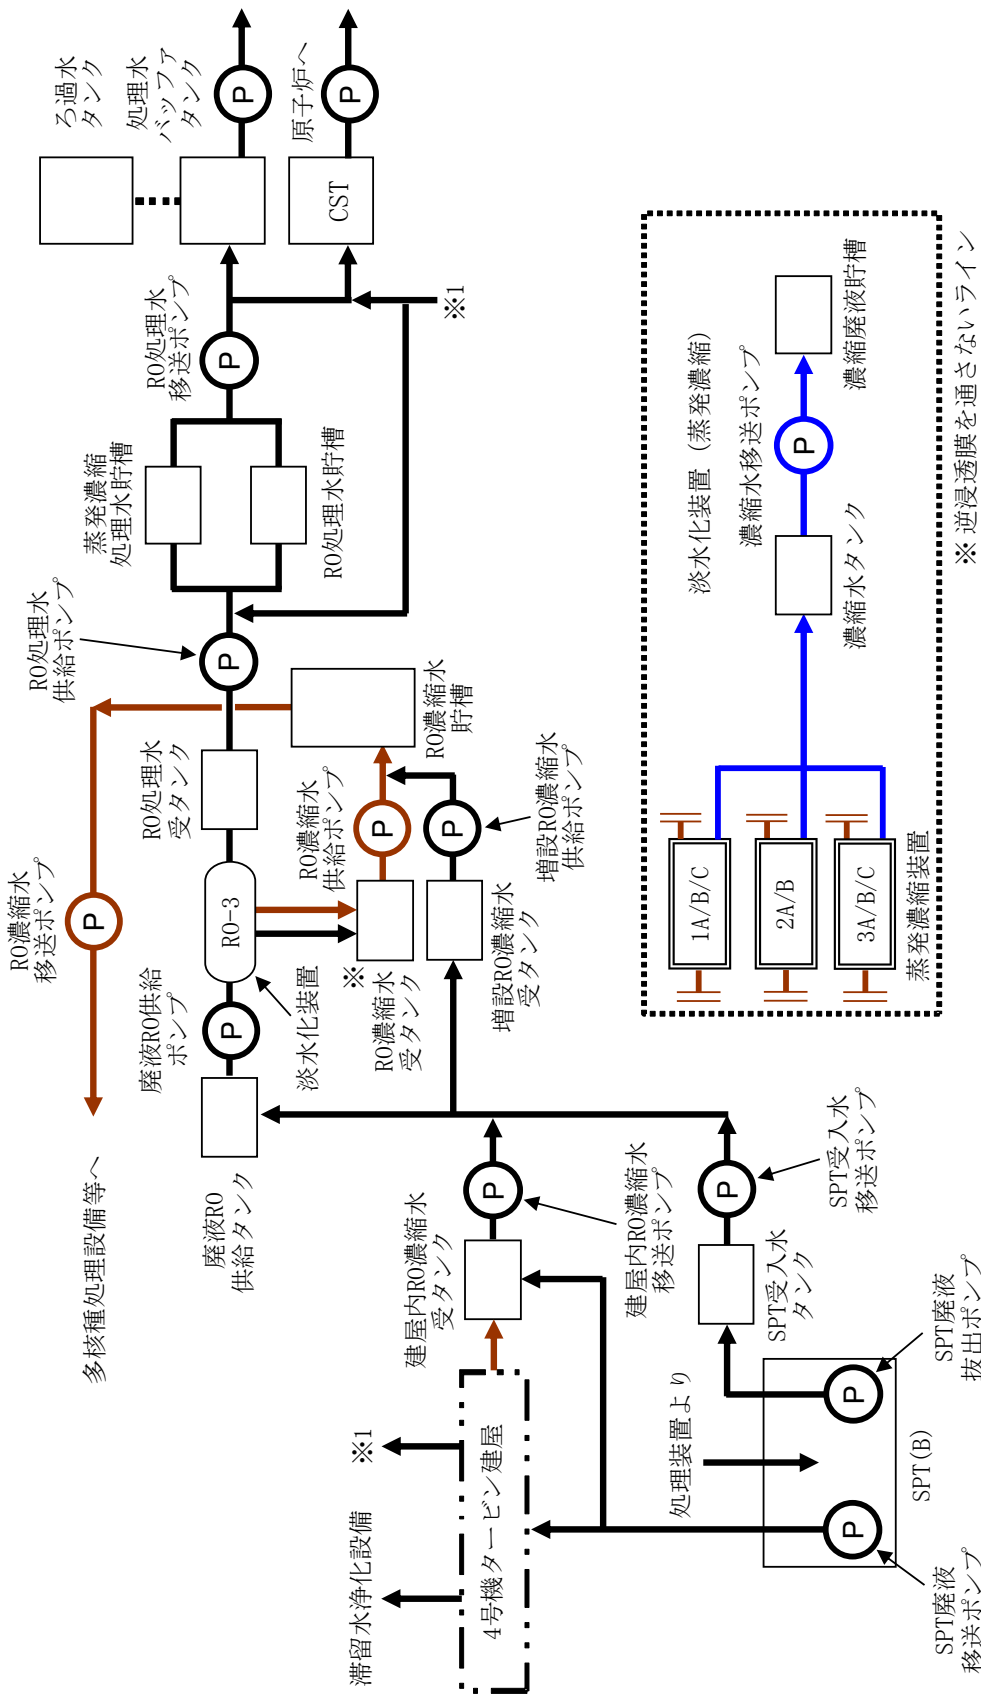 ろ過水
タンク
処理水
バッファ
タンク
P
原子炉へ
P
CST
RO処理水
移送ポンプ
P
※1
蒸発濃縮
処理水貯槽
RO処理水貯槽
RO処理水
供給ポンプ
P
RO濃縮水
貯槽
RO処理水
受タンク
RO濃縮水
供給ポンプ
P
増設RO濃縮水
供給ポンプ
P
RO濃縮水
移送ポンプ
P
RO-3
廃液RO供給
ポンプ
P
淡水化装置
※
RO濃縮水
受タンク
増設RO濃縮水
受タンク
多核種処理設備等へ
廃液RO
供給タンク
建屋内RO濃縮水
受タンク
P
建屋内RO濃縮水
移送ポンプ
SPT受入水
移送ポンプ
P
SPT受入水
タンク
※1
滞留水浄化設備
4号機タービン建屋
処理装置より
SPT廃液
抜出ポンプ
P
SPT(B)
P
SPT廃液
移送ポンプ
淡水化装置（蒸発濃縮）
濃縮水移送ポンプ
P
濃縮廃液貯槽
濃縮水タンク
1A/B/C
2A/B
3A/B/C
蒸発濃縮装置
※ 逆浸透膜を通さないライン